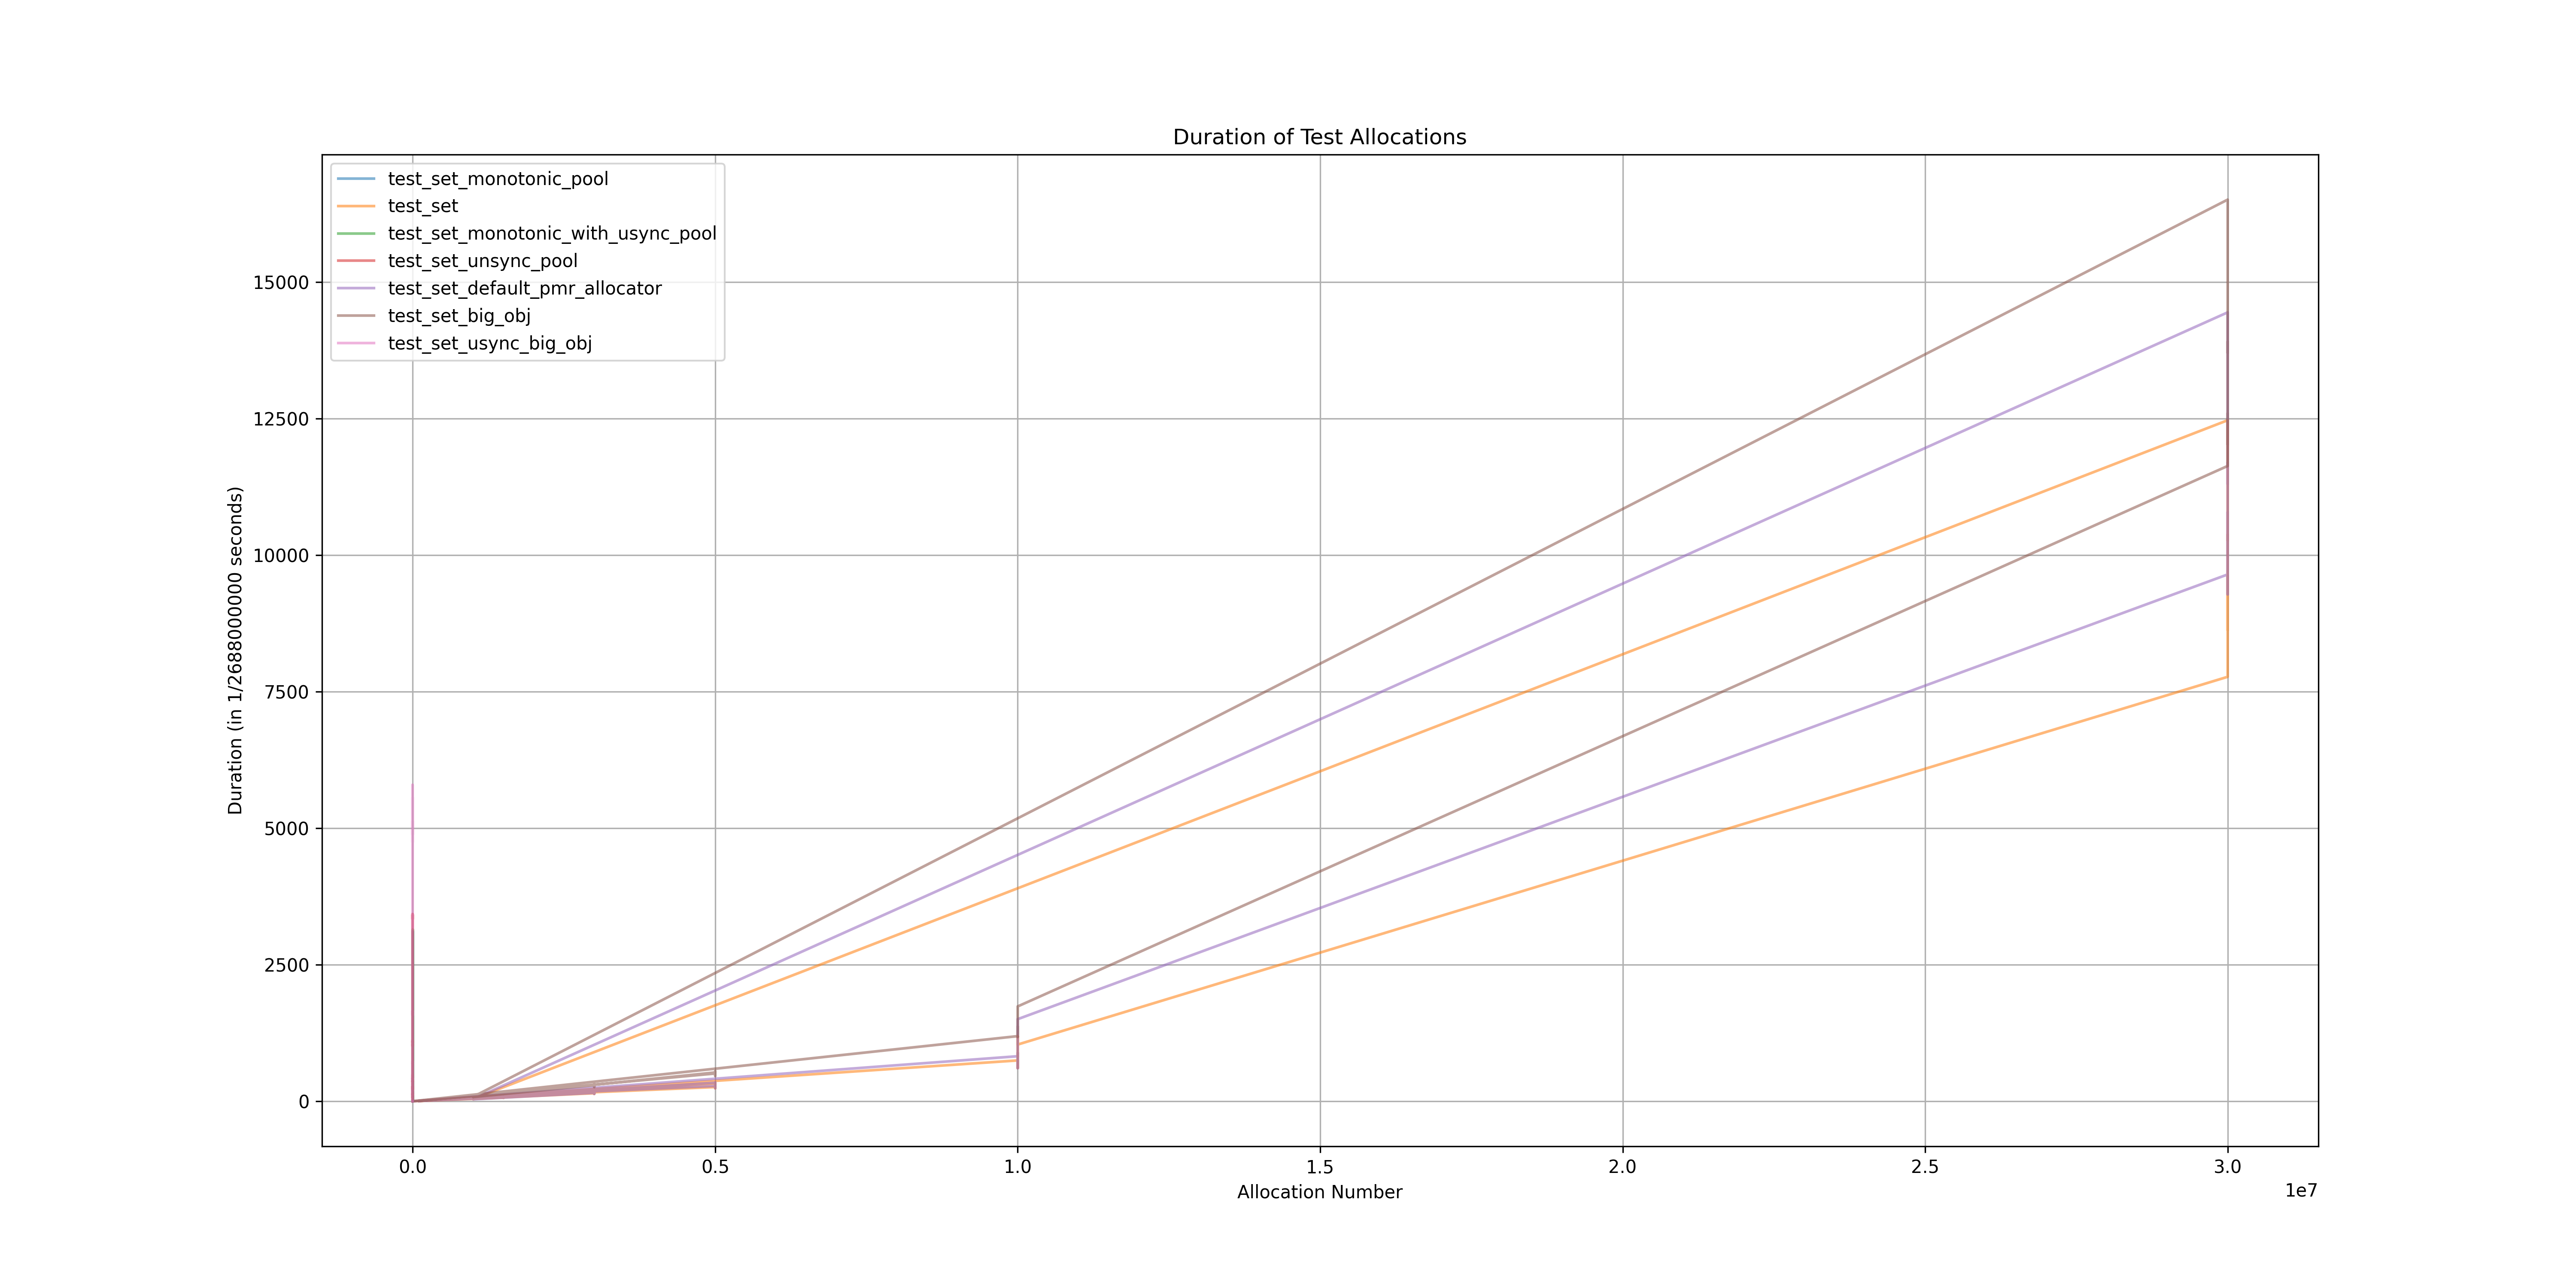 Duration of Test Allocations
test_set_monotonic_pool
test_set
test_set_monotonic_with_usync_pool
test_set_unsync_pool
test_set_default_pmr_allocator
test_set_big_obj
test_set_usync_big_obj
Duration (in 1/2688000000 seconds)
15000
12500
10000
7500
5000
2500
0
0.0 0.5 1.0 1.5 2.0 2.5 3.0
Allocation Number
1e7